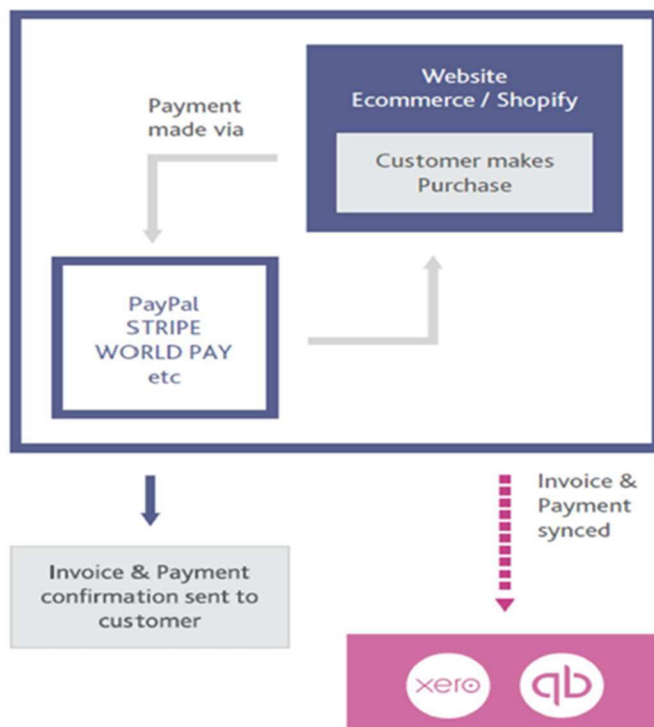 Website
Ecommerce / Shopify
Customer makes
Purchase
Payment
made via
PayPal
STRIPE
WORLD PAY
etc
Invoice &
Payment
synced
Invoice & Payment
confirmation sent to
customer
xero
qb